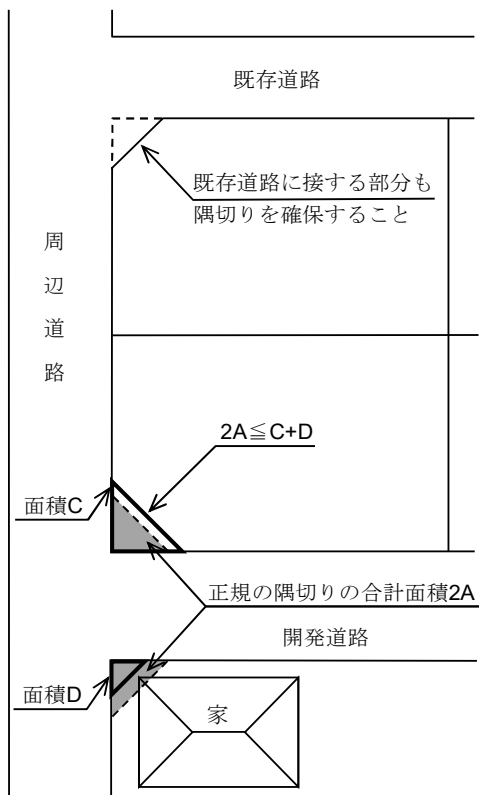 既存道路
既存道路に接する部分も
隅切りを確保すること
周辺道路
2A≦C+D
面積C
正規の隅切りの合計面積2A
開発道路
面積D
家